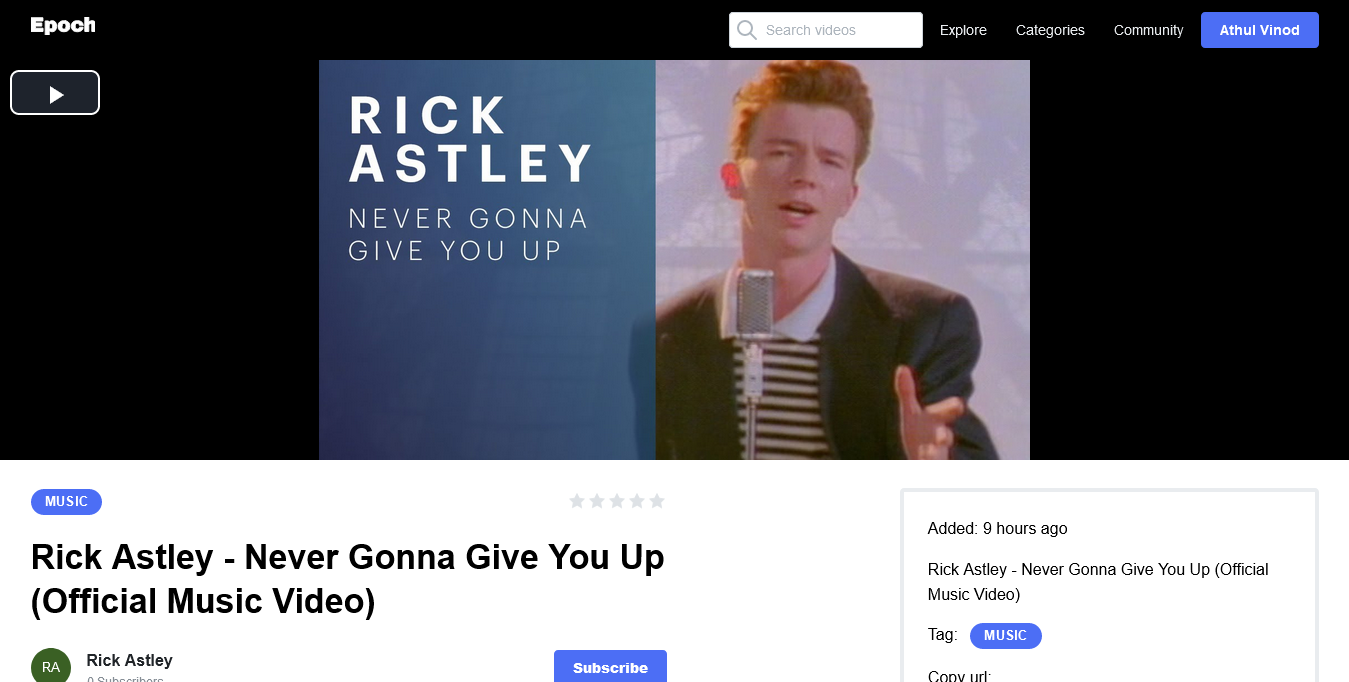 Epoch
Search videos
Explore
Categories
Community
Athul Vinod
RICK
ASTLEY
NEVER GONNA
GIVE YOU UP
MUSIC
Rick Astley - Never Gonna Give You Up
(Official Music Video)
RA
Rick Astley
0 Subscribers
Subscribe
Added: 9 hours ago
Rick Astley - Never Gonna Give You Up (Official
Music Video)
Tag: MUSIC
Copy url: